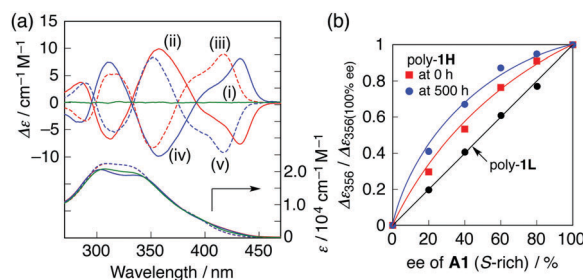 (a)
15
10
5
0
−5
−10
Δε / cm⁻¹ M⁻¹
(ii)
(iii)
(i)
(iv)
(v)
2.0
1.0
0
ε / 10⁴ cm⁻¹ M⁻¹
300 350 400 450
Wavelength / nm
(b)
1
0.8
0.6
0.4
0.2
0
Δε₃₅₆ / Δε₃₅₆(100% ee)
poly-1H
at 0 h
at 500 h
poly-1L
0 20 40 60 80 100
ee of A1 (S-rich) / %